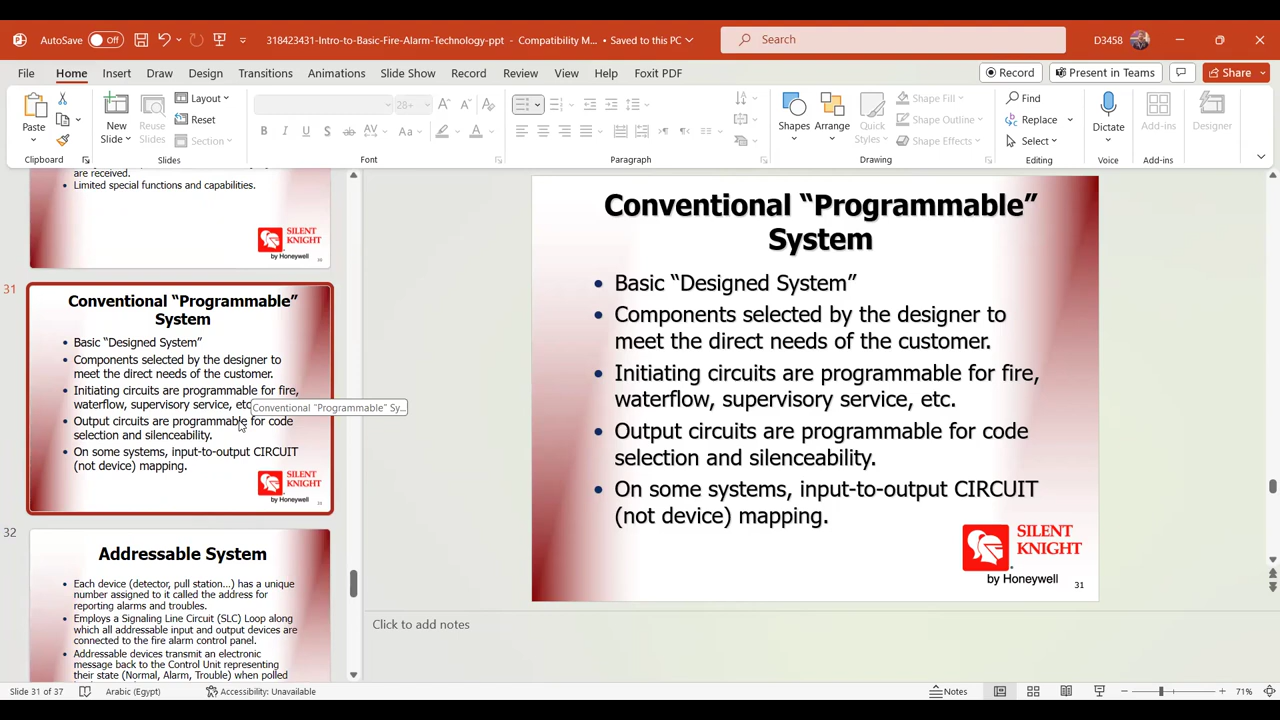 AutoSave Off 318423431-Intro-to-Basic-Fire-Alarm-Technology-ppt - Compatibility M... • Saved to this PC Search D3458
File Home Insert Draw Design Transitions Animations Slide Show Record Review View Help Foxit PDF Record Present in Teams Share
Paste
New
Slide
Reuse
Slides
Layout
Reset
Section
28+
B I U S ab AV Aa A
Shapes Arrange Quick
Styles
Shape Fill
Shape Outline
Shape Effects
Find
Replace
Select
Dictate
Add-ins
Designer
Clipboard Slides Font Paragraph Drawing Editing Voice Add-ins
are received.
• Limited special functions and capabilities.
SILENT
KNIGHT
by Honeywell
31
Conventional “Programmable”
System
• Basic “Designed System”
• Components selected by the designer to
meet the direct needs of the customer.
• Initiating circuits are programmable for fire,
waterflow, supervisory service, etc
Conventional "Programmable" Sy...
• Output circuits are programmable for code
selection and silenceability.
• On some systems, input-to-output CIRCUIT
(not device) mapping.
SILENT
KNIGHT
by Honeywell
32
Addressable System
• Each device (detector, pull station…) has a unique
number assigned to it called the address for
reporting alarms and troubles.
• Employs a Signaling Line Circuit (SLC) Loop along
which all addressable input and output devices are
connected to the fire alarm control panel.
• Addressable devices transmit an electronic
message back to the Control Unit representing
their state (Normal, Alarm, Trouble) when polled
Conventional “Programmable”
System
• Basic “Designed System”
• Components selected by the designer to
meet the direct needs of the customer.
• Initiating circuits are programmable for fire,
waterflow, supervisory service, etc.
• Output circuits are programmable for code
selection and silenceability.
• On some systems, input-to-output CIRCUIT
(not device) mapping.
SILENT
KNIGHT
by Honeywell
31
Click to add notes
Slide 31 of 37 Arabic (Egypt) Accessibility: Unavailable Notes 71%